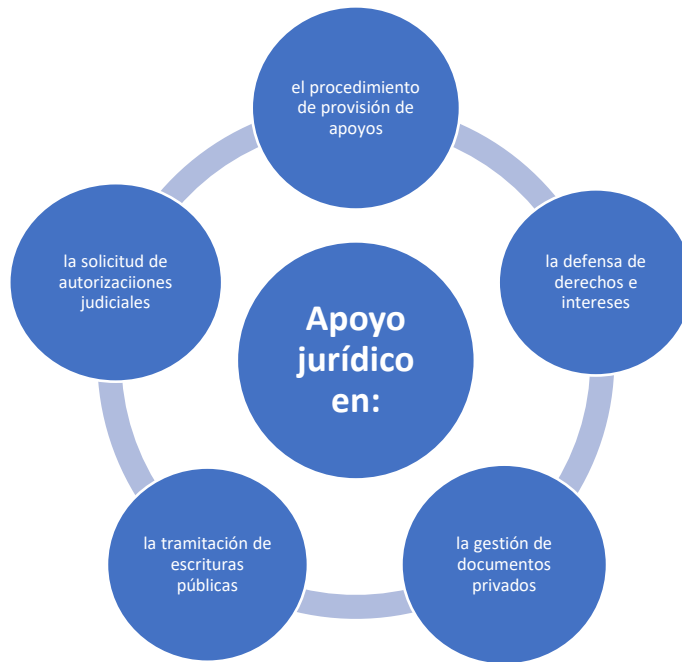 el procedimiento
de provisión de
apoyos
la solicitud de
autorizaciiones
judiciales
la defensa de
derechos e
intereses
Apoyo
jurídico
en:
la tramitación de
escrituras
públicas
la gestión de
documentos
privados